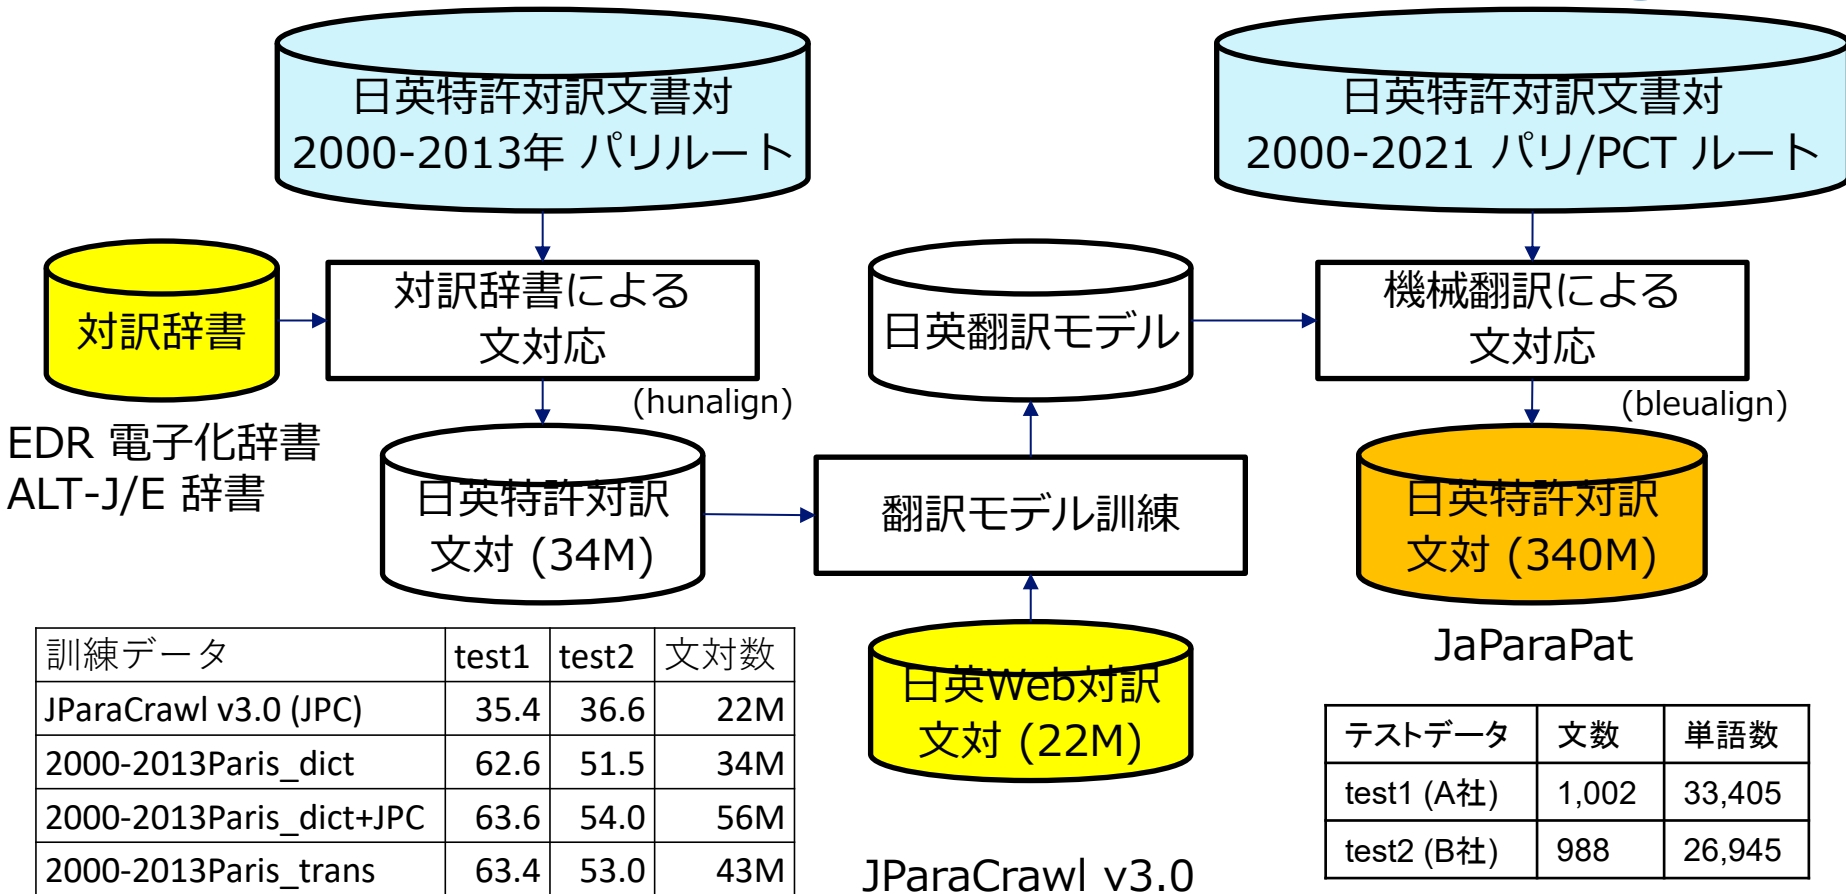 日英特許対訳文書対
2000-2013年 パリルート
日英特許対訳文書対
2000-2021 パリ/PCT ルート
対訳辞書
対訳辞書による
文対応
(hunalign)
日英翻訳モデル
機械翻訳による
文対応
(bleualign)
EDR 電子化辞書
ALT-J/E 辞書
日英特許対訳
文対 (34M)
翻訳モデル訓練
日英特許対訳
文対 (340M)
JaParaPat
日英Web対訳
文対 (22M)
JParaCrawl v3.0
訓練データ test1 test2 文対数
JParaCrawl v3.0 (JPC) 35.4 36.6 22M
2000-2013Paris_dict 62.6 51.5 34M
2000-2013Paris_dict+JPC 63.6 54.0 56M
2000-2013Paris_trans 63.4 53.0 43M
テストデータ 文数 単語数
test1 (A社) 1,002 33,405
test2 (B社) 988 26,945